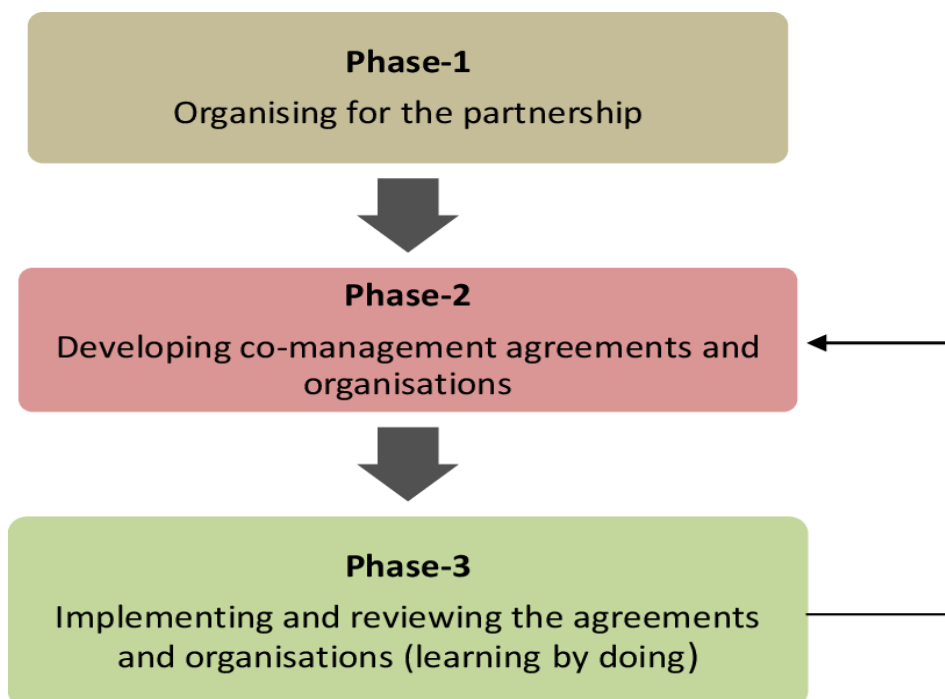 Phase-1
Organising for the partnership
Phase-2
Developing co-management agreements and
organisations
Phase-3
Implementing and reviewing the agreements
and organisations (learning by doing)